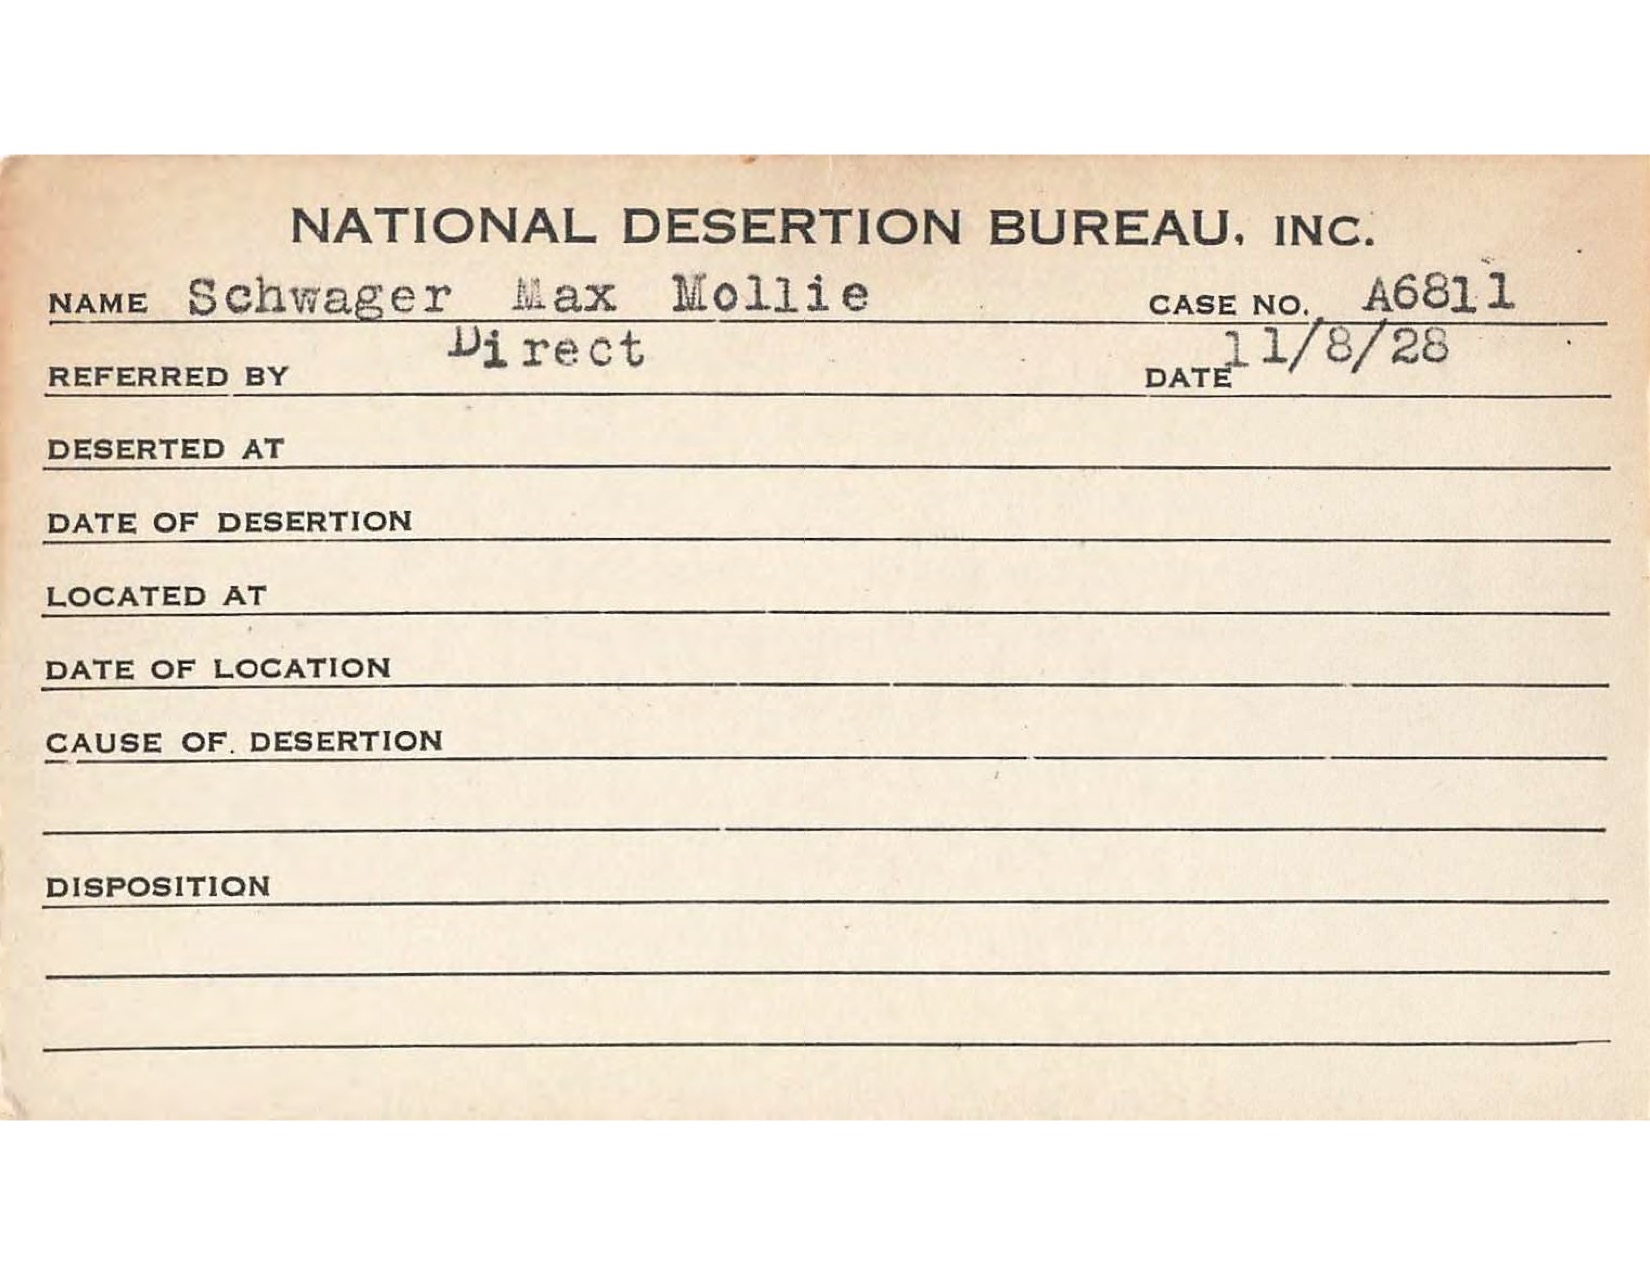 NATIONAL DESERTION BUREAU, INC.
NAME Schwager Max Mollie CASE NO. A6811
REFERRED BY Direct DATE 11/8/28
DESERTED AT
DATE OF DESERTION
LOCATED AT
DATE OF LOCATION
CAUSE OF DESERTION
DISPOSITION